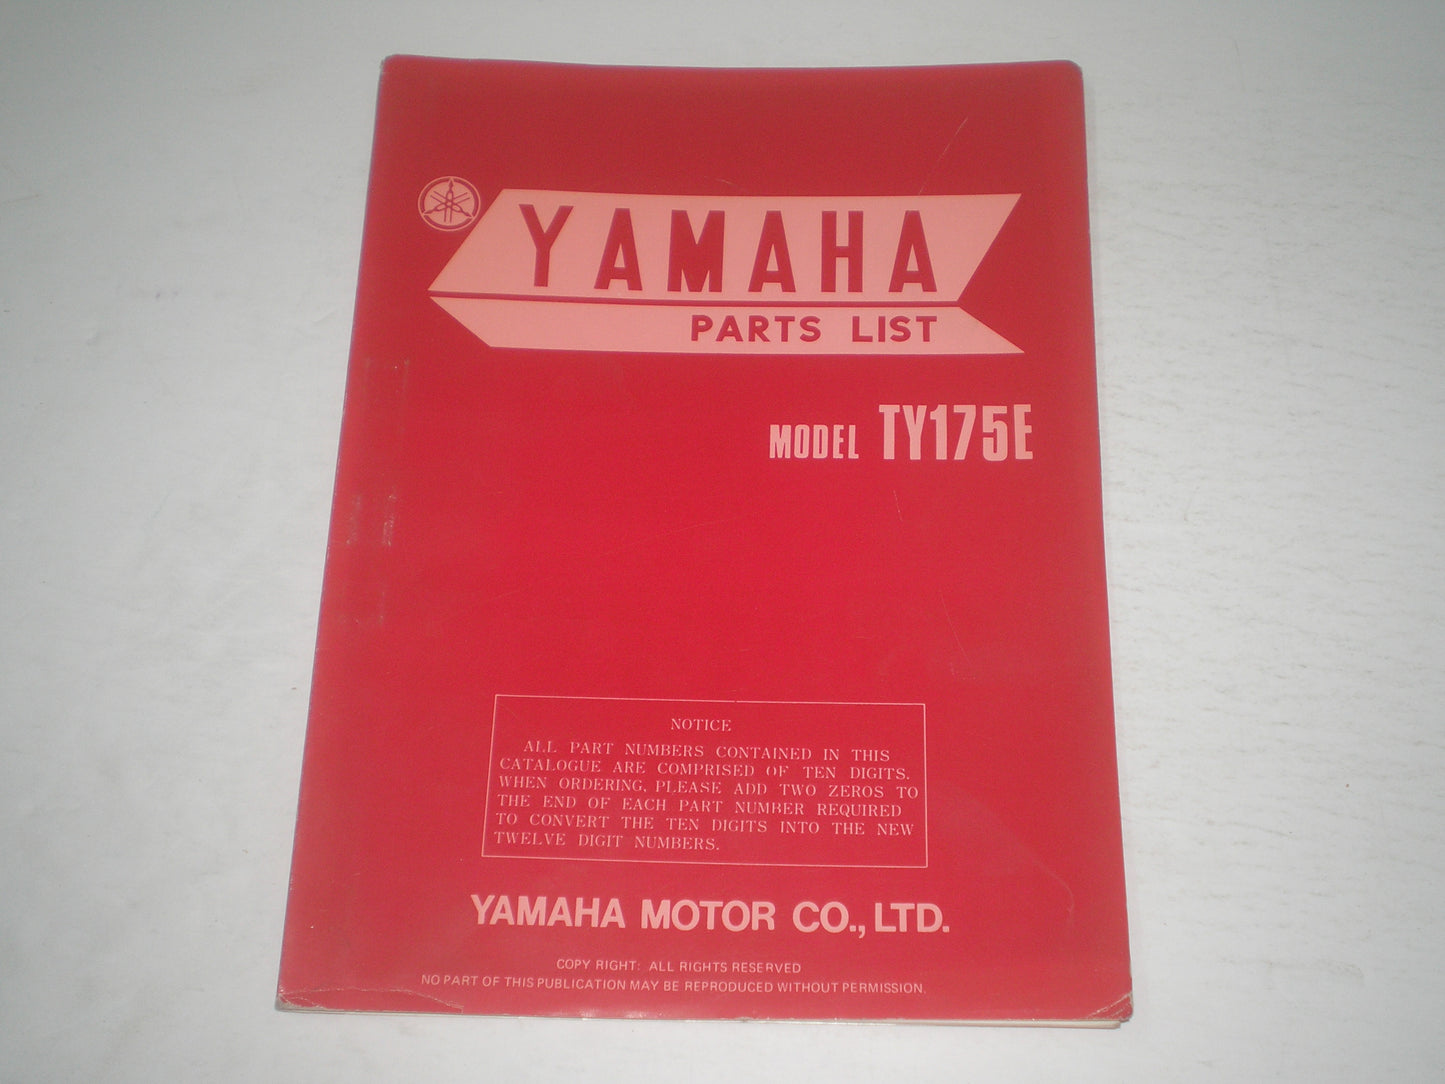 YAMAHA
PARTS LIST
MODEL TY175E
NOTICE
ALL PART NUMBERS CONTAINED IN THIS
CATALOGUE ARE COMPRISED OF TEN DIGITS.
WHEN ORDERING, PLEASE ADD TWO ZEROS TO
THE END OF EACH PART NUMBER REQUIRED
TO CONVERT THE TEN DIGITS INTO THE NEW
TWELVE DIGIT NUMBERS.
YAMAHA MOTOR CO., LTD.
COPY RIGHT: ALL RIGHTS RESERVED
NO PART OF THIS PUBLICATION MAY BE REPRODUCED WITHOUT PERMISSION.